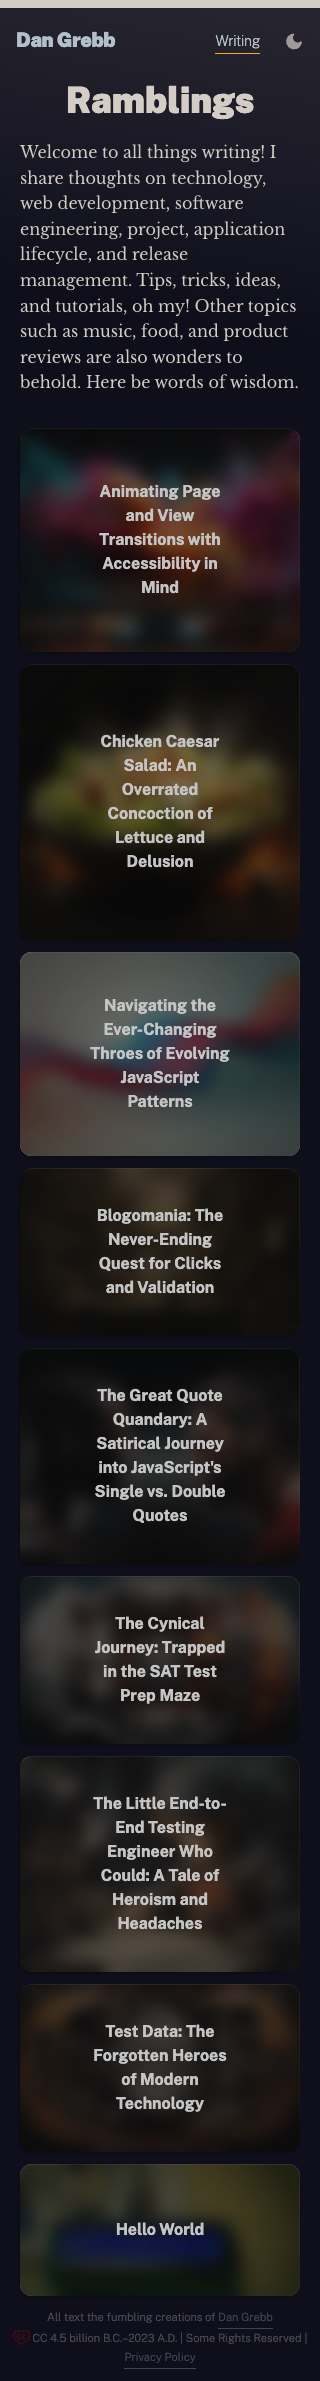 Dan Grebb
Writing
Ramblings
Welcome to all things writing! I
share thoughts on technology,
web development, software
engineering, project, application
lifecycle, and release
management. Tips, tricks, ideas,
and tutorials, oh my! Other topics
such as music, food, and product
reviews are also wonders to
behold. Here be words of wisdom.
Animating Page
and View
Transitions with
Accessibility in
Mind
Chicken Caesar
Salad: An
Overrated
Concoction of
Lettuce and
Delusion
Navigating the
Ever-Changing
Throes of Evolving
JavaScript
Patterns
Blogomania: The
Never-Ending
Quest for Clicks
and Validation
The Great Quote
Quandary: A
Satirical Journey
into JavaScript's
Single vs. Double
Quotes
The Cynical
Journey: Trapped
in the SAT Test
Prep Maze
The Little End-to-
End Testing
Engineer Who
Could: A Tale of
Heroism and
Headaches
Test Data: The
Forgotten Heroes
of Modern
Technology
Hello World
All text the fumbling creations of Dan Grebb
CC 4.5 billion B.C.–2023 A.D. | Some Rights Reserved |
Privacy Policy